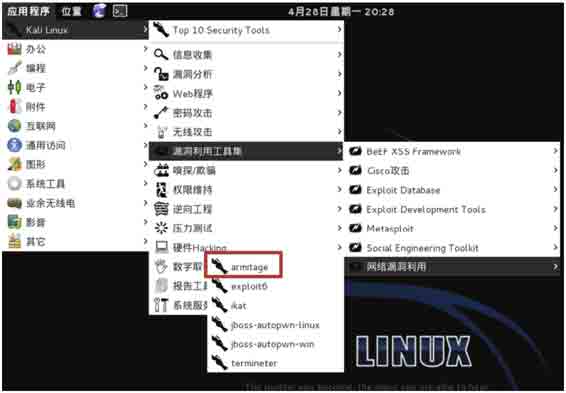 应用程序 位置 4月28日星期一 20:28
Kali Linux
办公
编程
电子
附件
互联网
通用访问
图形
系统工具
业余无线电
影音
其它
Top 10 Security Tools
信息收集
漏洞分析
Web程序
密码攻击
无线攻击
漏洞利用工具集
嗅探/欺骗
权限维持
逆向工程
压力测试
硬件Hacking
数字取
报告工具
系统服务
BeEF XSS Framework
Cisco攻击
Exploit Database
Exploit Development Tools
Metasploit
Social Engineering Toolkit
网络漏洞利用
armitage
exploit6
ikat
jboss-autopwn-linux
jboss-autopwn-win
termineter
LINUX